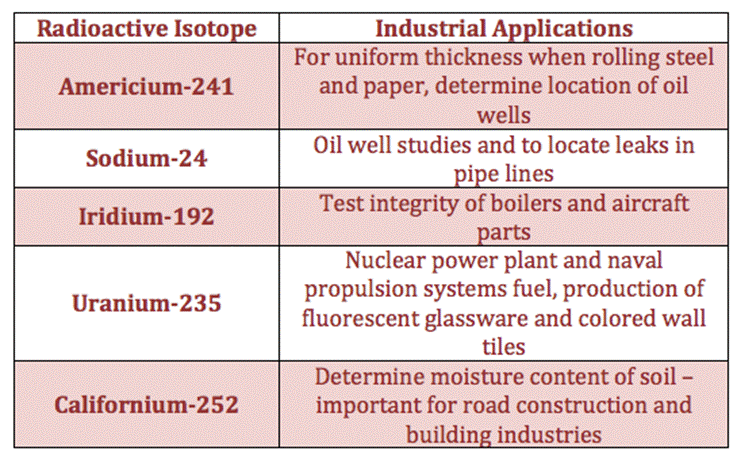 Radioactive Isotope
Industrial Applications
Americium-241
For uniform thickness when rolling steel
and paper, determine location of oil
wells
Sodium-24
Oil well studies and to locate leaks in
pipe lines
Iridium-192
Test integrity of boilers and aircraft
parts
Uranium-235
Nuclear power plant and naval
propulsion systems fuel, production of
fluorescent glassware and colored wall
tiles
Californium-252
Determine moisture content of soil –
important for road construction and
building industries